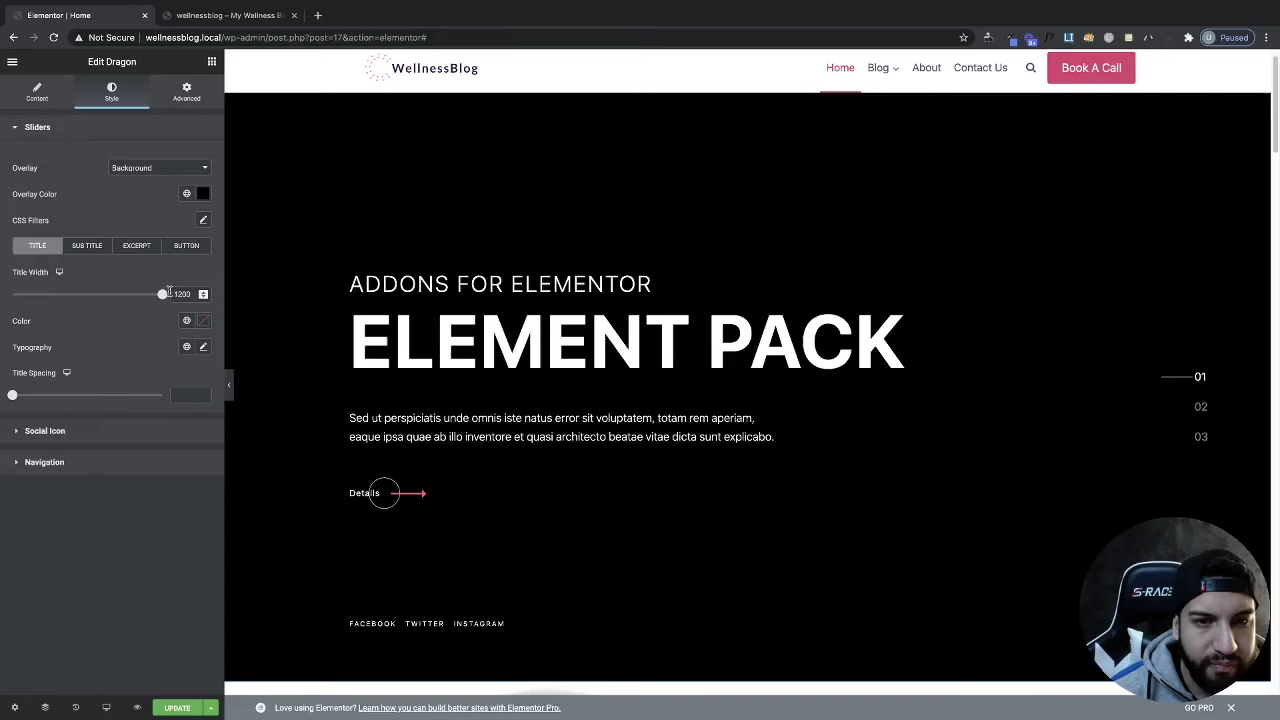 Elementor | Home
wellnessblog – My Wellness B
Not Secure
wellnessblog.local/wp-admin/post.php?post=17&action=elementor#
Paused
Edit Dragon
Content
Style
Advanced
Sliders
Overlay
Background
Overlay Color
CSS Filters
TITLE
SUB TITLE
EXCERPT
BUTTON
Title Width
1200
Color
Typography
Title Spacing
Social Icon
Navigation
UPDATE
WellnessBlog
Home
Blog
About
Contact Us
Book A Call
ADDONS FOR ELEMENTOR
ELEMENT PACK
Sed ut perspiciatis unde omnis iste natus error sit voluptatem, totam rem aperiam,
eaque ipsa quae ab illo inventore et quasi architecto beatae vitae dicta sunt explicabo.
Details
01
02
03
FACEBOOK TWITTER INSTAGRAM
S-RACE
Love using Elementor? Learn how you can build better sites with Elementor Pro.
GO PRO